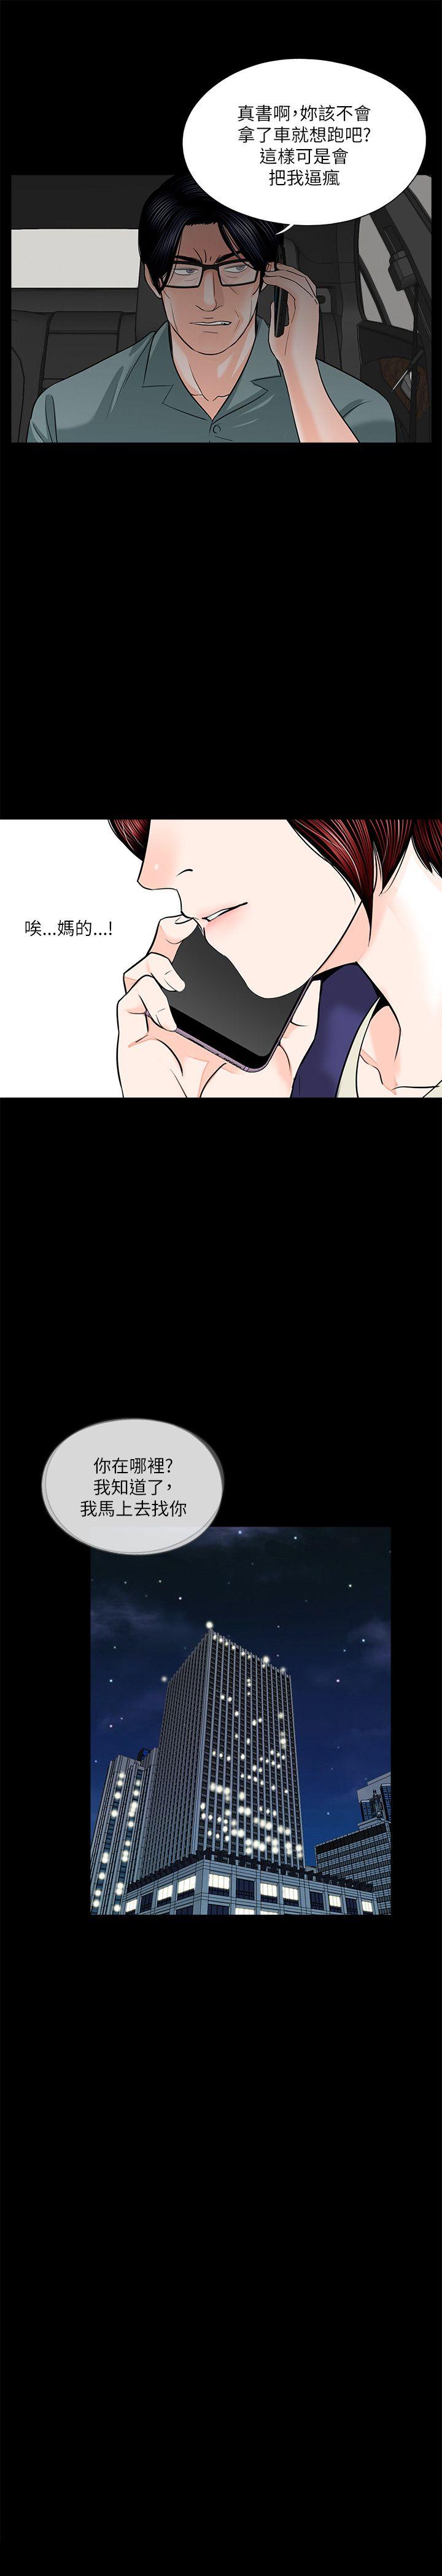 真書啊,妳該不會
拿了車就想跑吧?
這樣可是會
把我逼瘋
唉...媽的...!
你在哪裡?
我知道了,
我馬上去找你